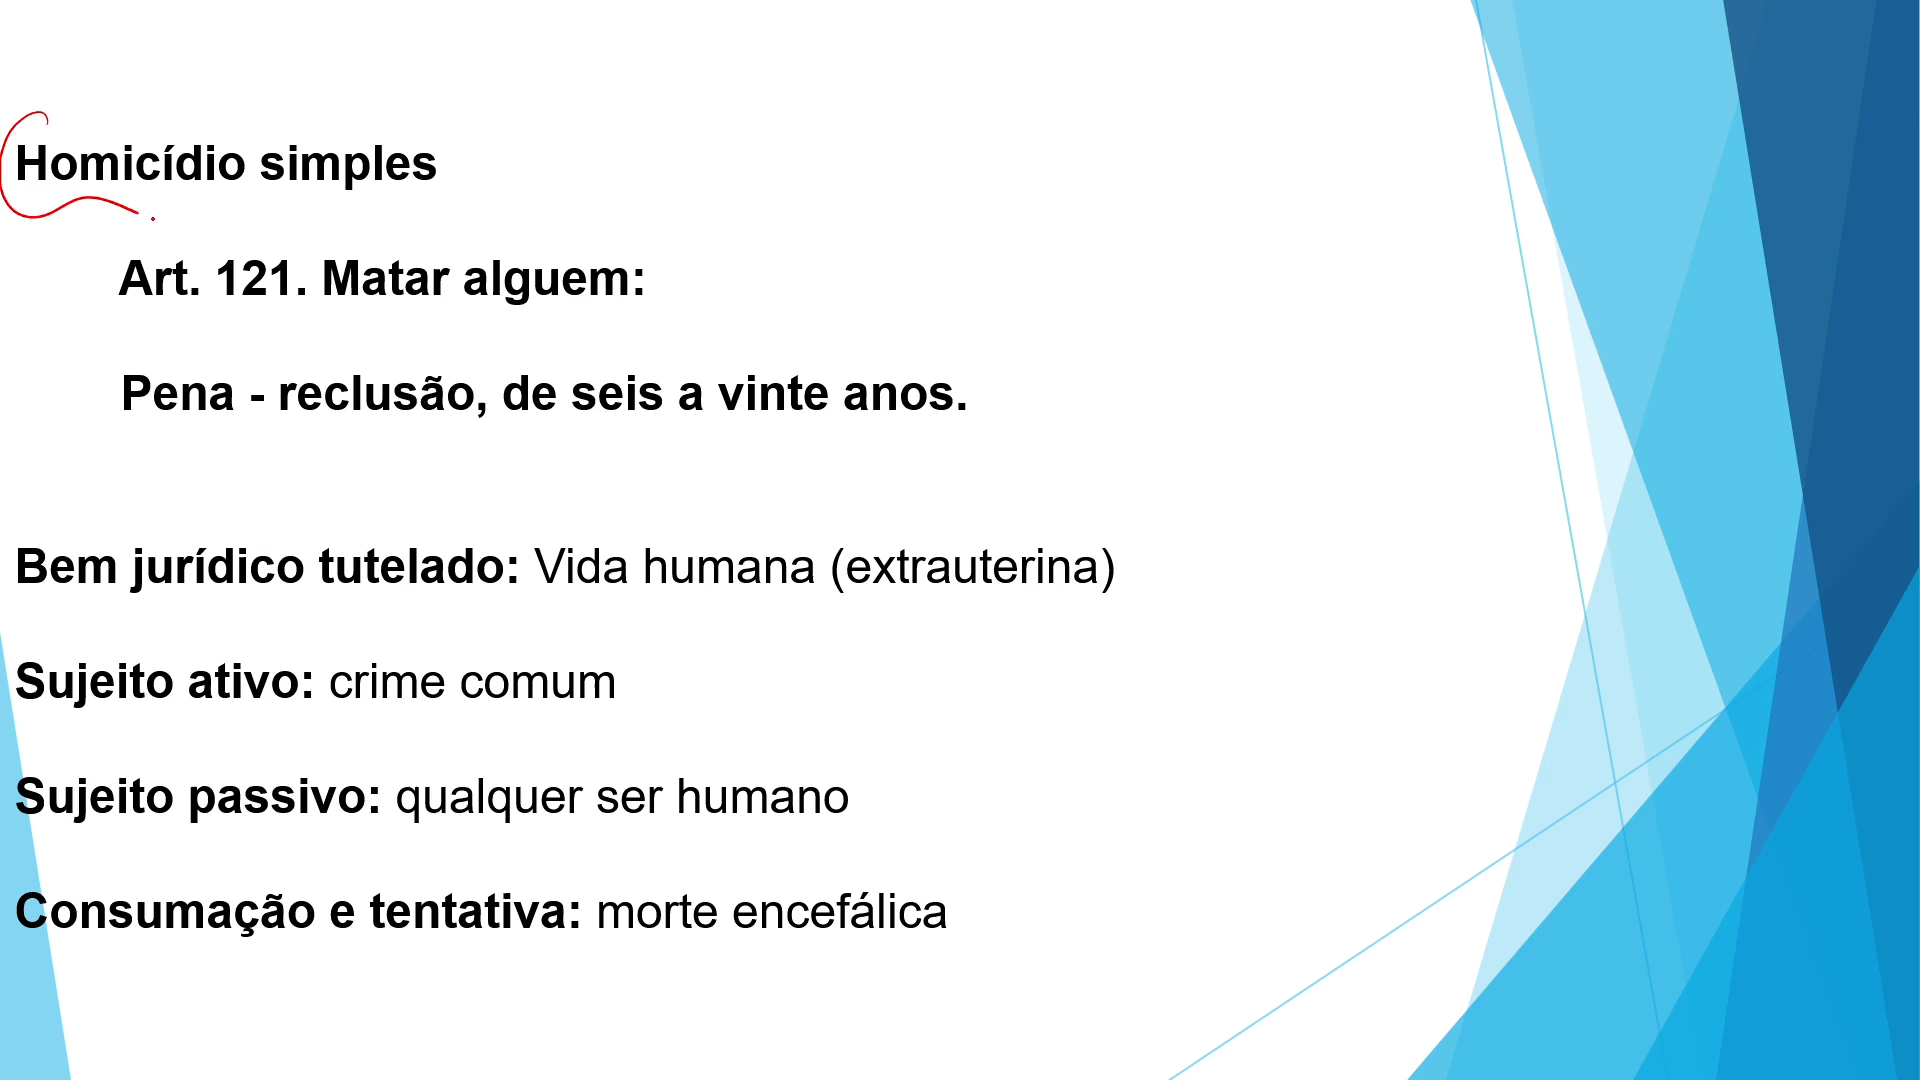 Homicídio simples
Art. 121. Matar alguem:
Pena - reclusão, de seis a vinte anos.
Bem jurídico tutelado: Vida humana (extrauterina)
Sujeito ativo: crime comum
Sujeito passivo: qualquer ser humano
Consumação e tentativa: morte encefálica